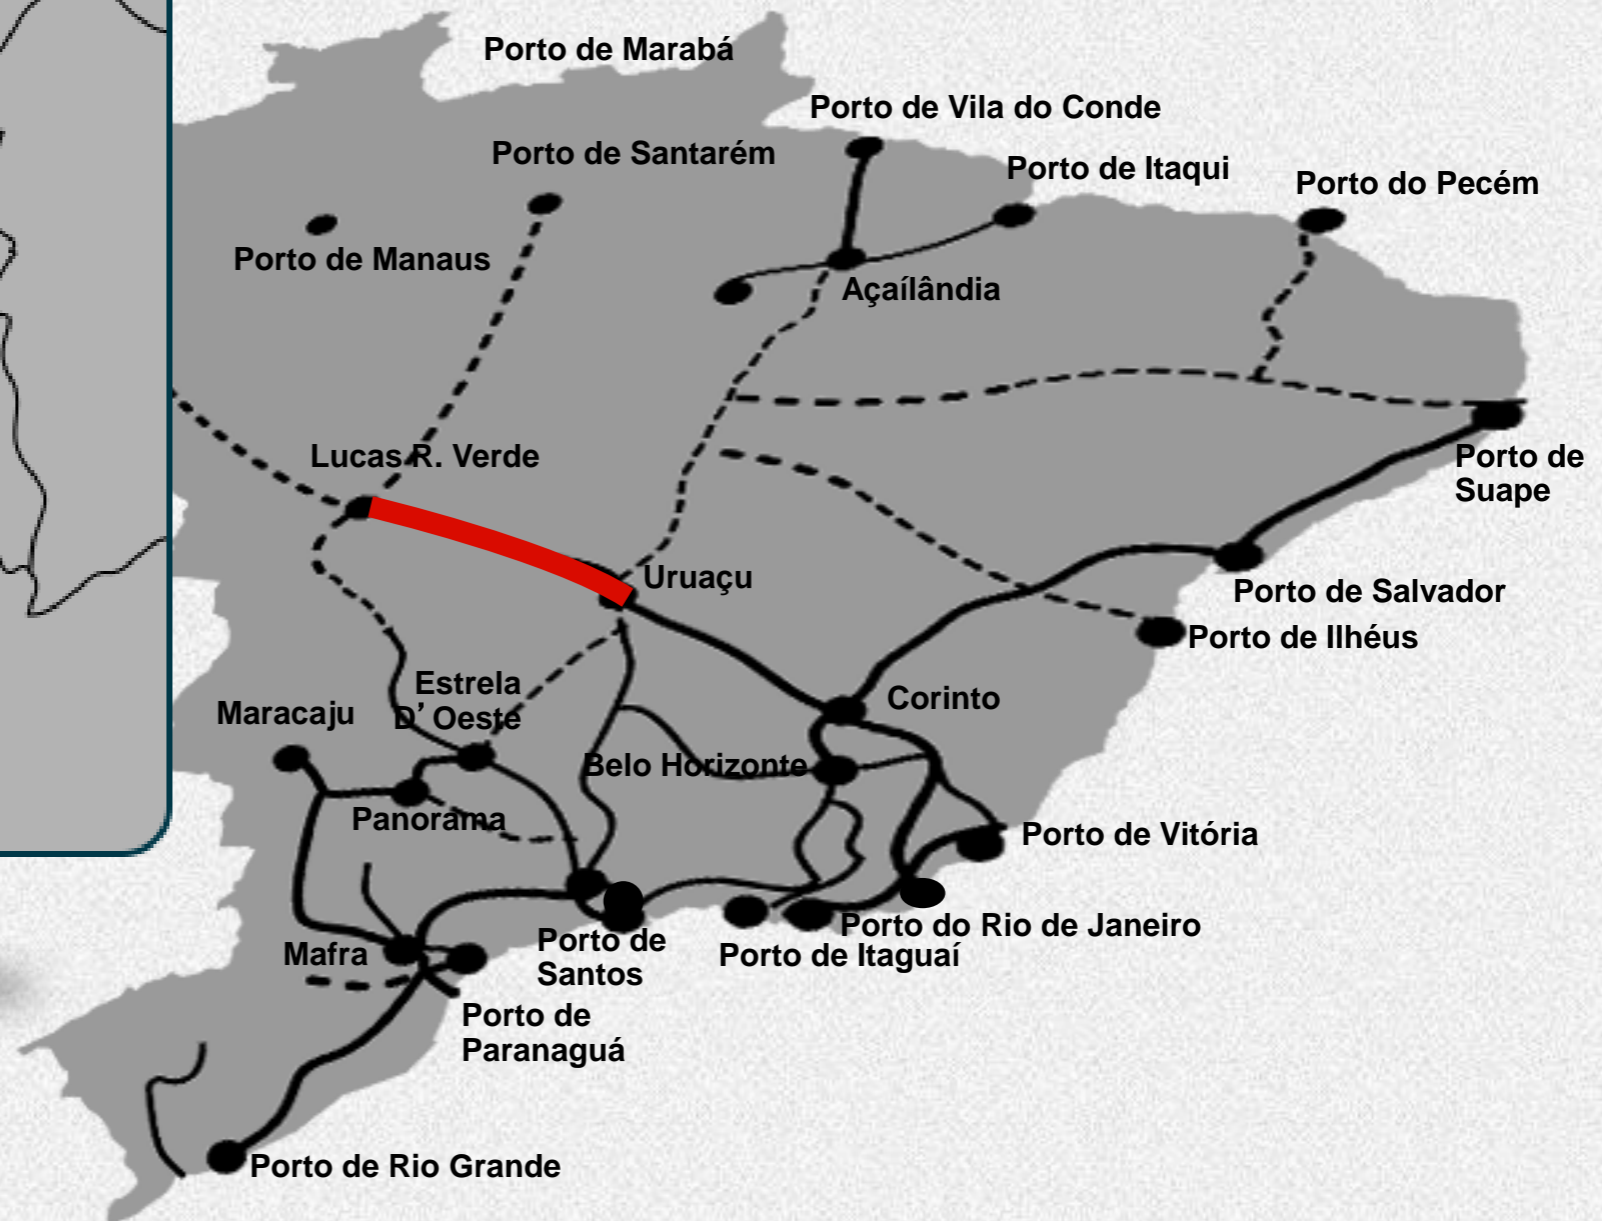 Porto de Marabá
Porto de Vila do Conde
Porto de Santarém
Porto de Itaqui
Porto do Pecém
Porto de Manaus
Açaílândia
Lucas R. Verde
Porto de
Suape
Uruaçu
Porto de Salvador
Porto de Ilhéus
Estrela
D’ Oeste
Maracaju
Corinto
Belo Horizonte
Panorama
Porto de Vitória
Porto do Rio de Janeiro
Porto de
Santos
Mafra
Porto de Itaguaí
Porto de
Paranaguá
Porto de Rio Grande